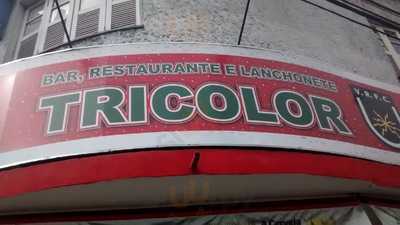 BAR, RESTAURANTE E LANCHONETE
TRICOLOR
V.R.F.C.